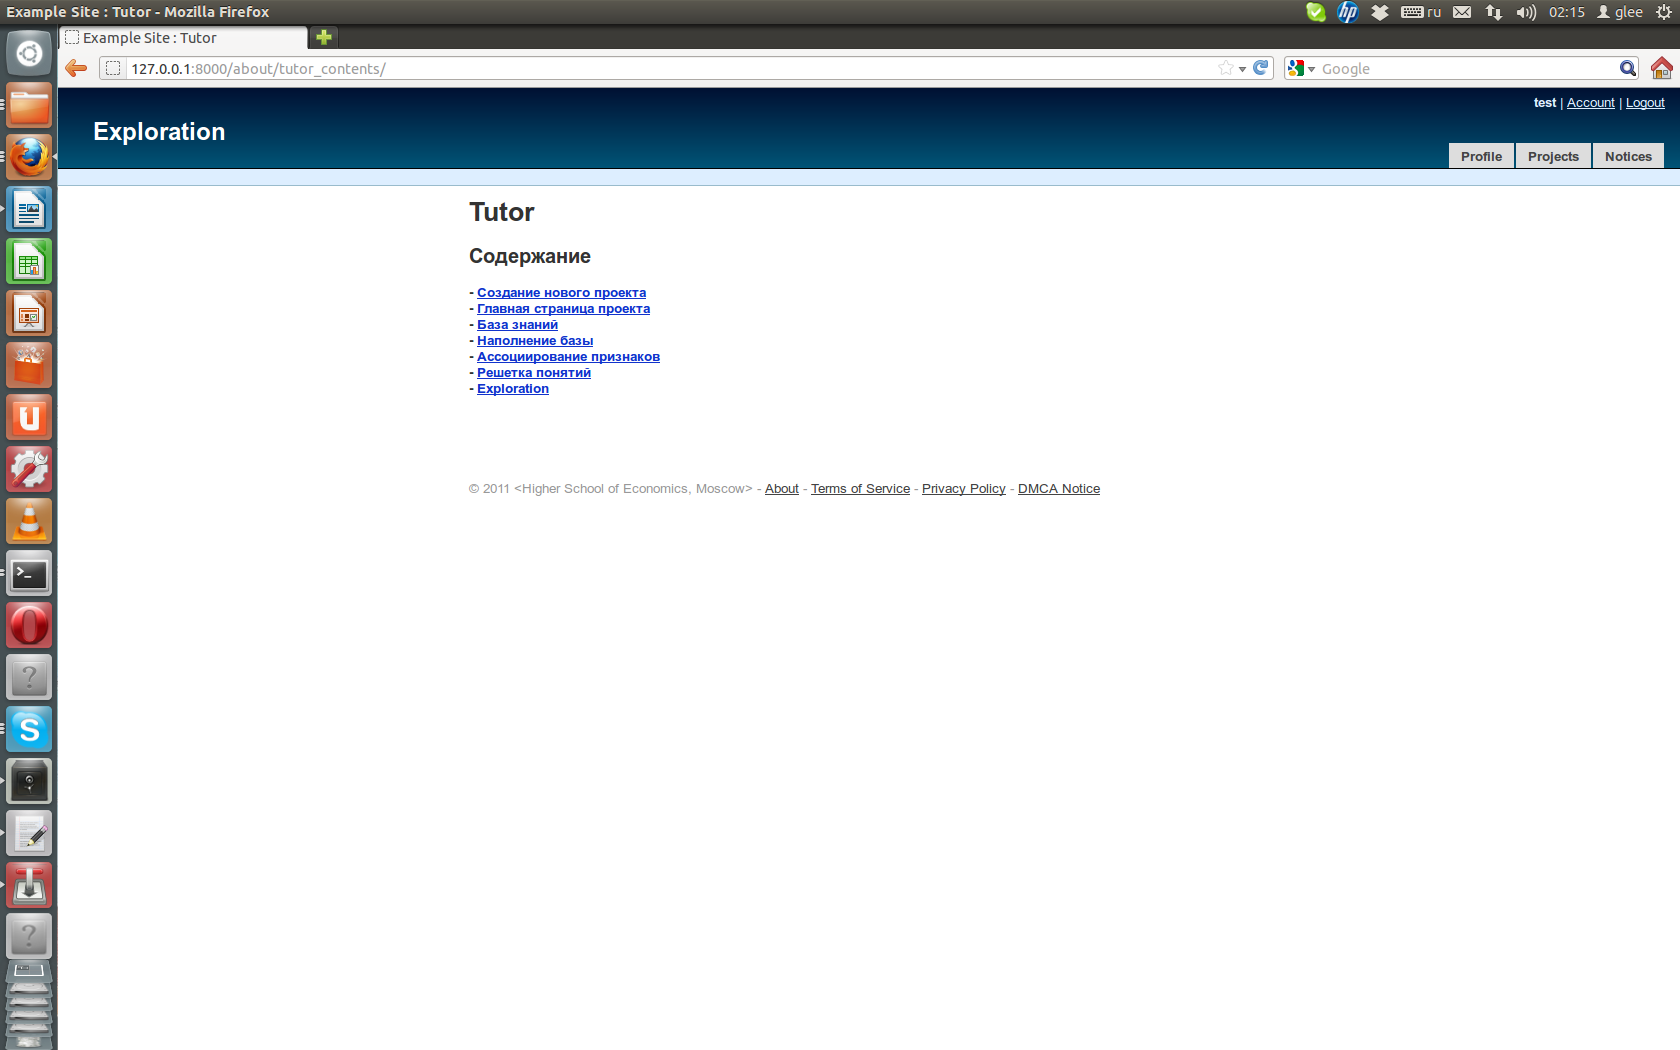 Example Site : Tutor - Mozilla Firefox
ru 02:15 glee
Example Site : Tutor
127.0.0.1:8000/about/tutor_contents/
Google
test | Account | Logout
Exploration
Profile Projects Notices
Tutor
Содержание
- Создание нового проекта
- Главная страница проекта
- База знаний
- Наполнение базы
- Ассоциирование признаков
- Решетка понятий
- Exploration
© 2011 <Higher School of Economics, Moscow> - About - Terms of Service - Privacy Policy - DMCA Notice